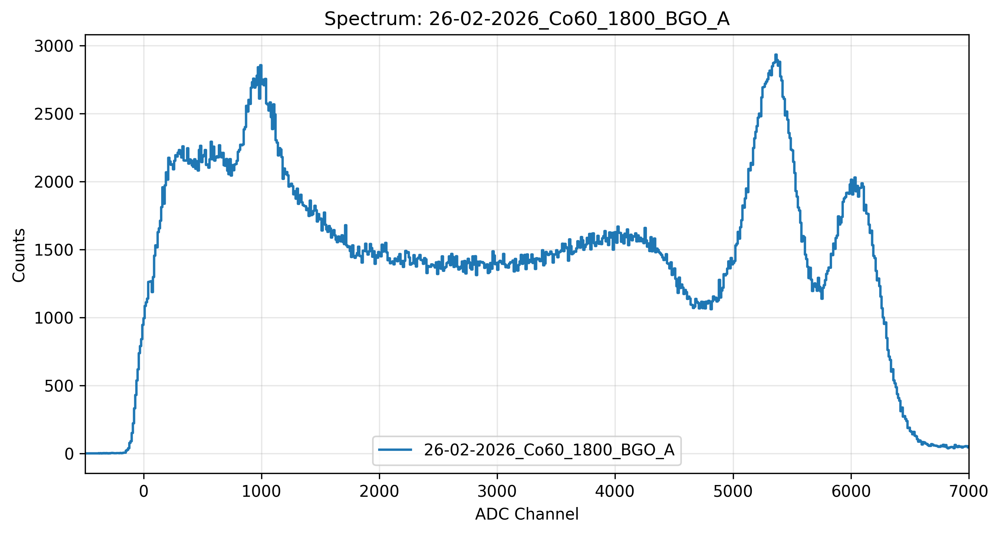 Spectrum: 26-02-2026_Co60_1800_BGO_A
3000
2500
2000
1500
1000
500
0
Counts
26-02-2026_Co60_1800_BGO_A
0 1000 2000 3000 4000 5000 6000 7000
ADC Channel